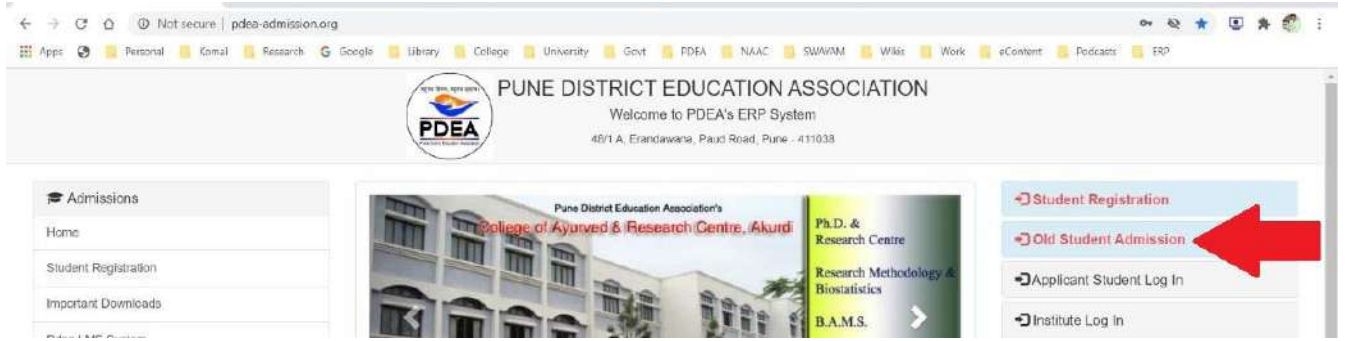 Not secure | pdea-admission.org
Apps Personal Komal Research Google Library College University Govt PDEA NAAC SWAYAM Wikis Work eContent Podcasts ERP
PUNE DISTRICT EDUCATION ASSOCIATION
Welcome to PDEA's ERP System
48/1 A, Erandawana, Paud Road, Pune - 411038
PDEA
Admissions
Home
Student Registration
Important Downloads
Pune District Education Association's
College of Ayurved & Research Centre, Akurdi
Ph.D. &
Research Centre
Research Methodology &
Biostatistics
B.A.M.S.
Student Registration
Old Student Admission
Applicant Student Log In
Institute Log In